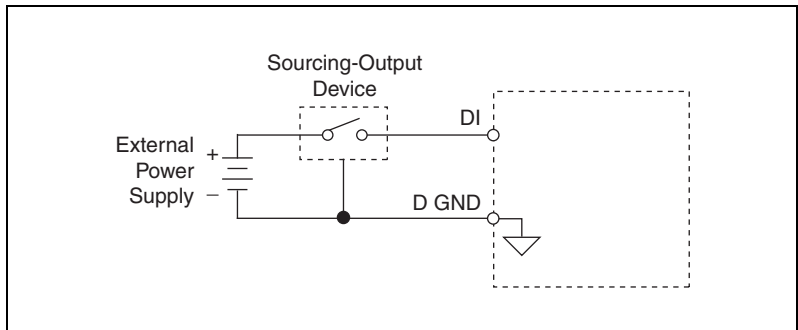 Sourcing-Output
Device
DI
External
Power
Supply
+
–
D GND